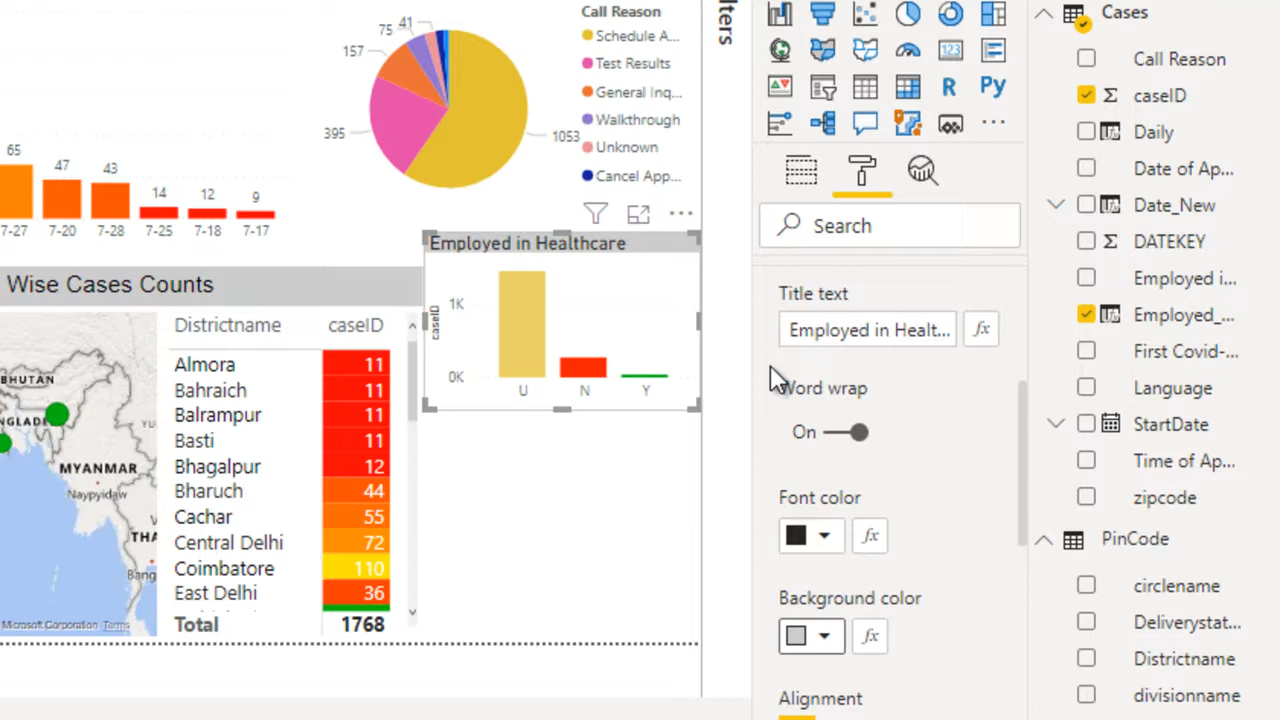 65
47
43
14
12
9
7-27
7-20
7-28
7-25
7-18
7-17
75
41
157
395
1053
Call Reason
Schedule A...
Test Results
General Inq...
Walkthrough
Unknown
Cancel App...
Employed in Healthcare
caseID
1K
0K
U
N
Y
Wise Cases Counts
BHUTAN
MYANMAR
Naypyidaw
Bang
Microsoft Corporation Terms
Districtname caseID
Almora 11
Bahraich 11
Balrampur 11
Basti 11
Bhagalpur 12
Bharuch 44
Cachar 55
Central Delhi 72
Coimbatore 110
East Delhi 36
Total 1768
123
R
Py
...
Search
Title text
Employed in Healt...
fx
Word wrap
On
Font color
fx
Background color
fx
Alignment
Cases
Call Reason
Σ caseID
Daily
Date of Ap...
Date_New
Σ DATEKEY
Employed i...
Employed_...
First Covid-...
Language
StartDate
Time of Ap...
zipcode
PinCode
circlename
Deliverystat...
Districtname
divisionname